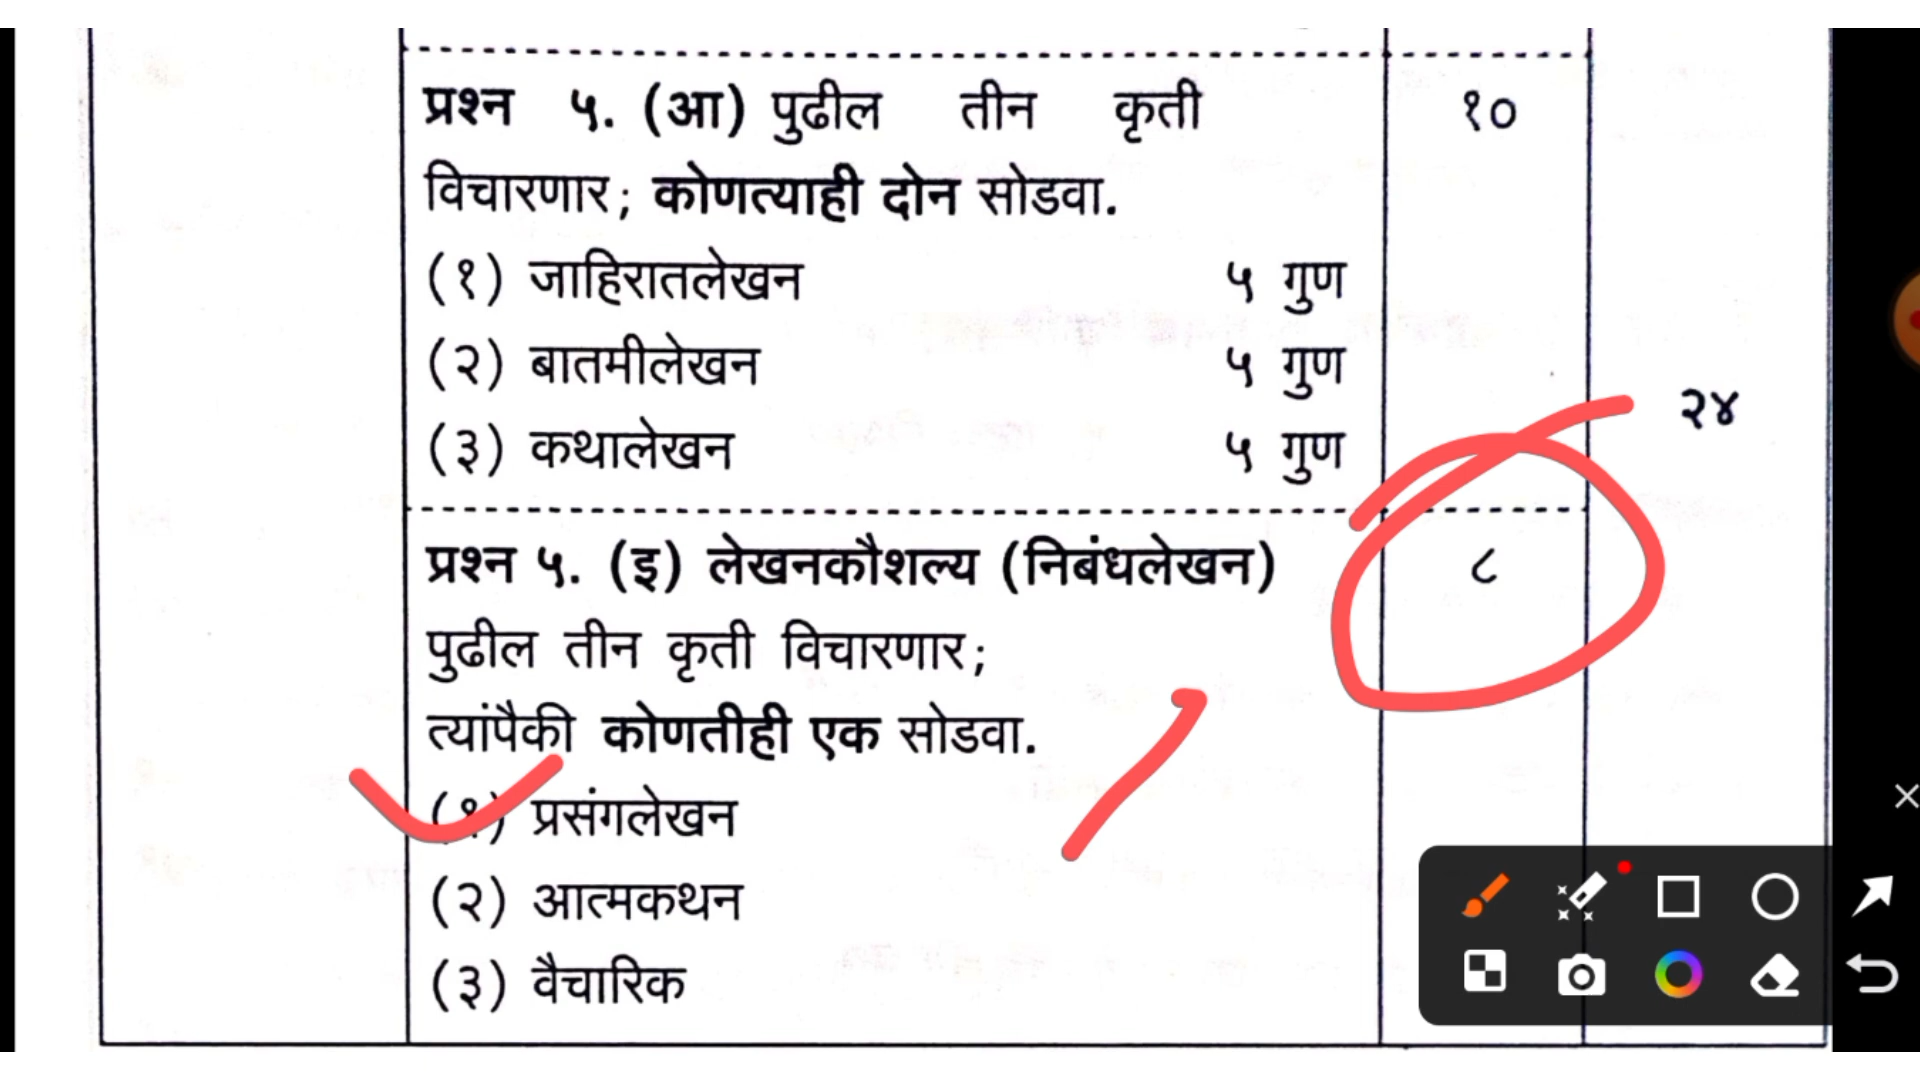 प्रश्न ५. (आ) पुढील तीन कृती १०
विचारणार; कोणत्याही दोन सोडवा.
(१) जाहिरातलेखन ५ गुण
(२) बातमीलेखन ५ गुण
२४
(३) कथालेखन ५ गुण
प्रश्न ५. (इ) लेखनकौशल्य (निबंधलेखन) ८
पुढील तीन कृती विचारणार;
त्यांपैकी कोणतीही एक सोडवा.
(१) प्रसंगलेखन
(२) आत्मकथन
(३) वैचारिक